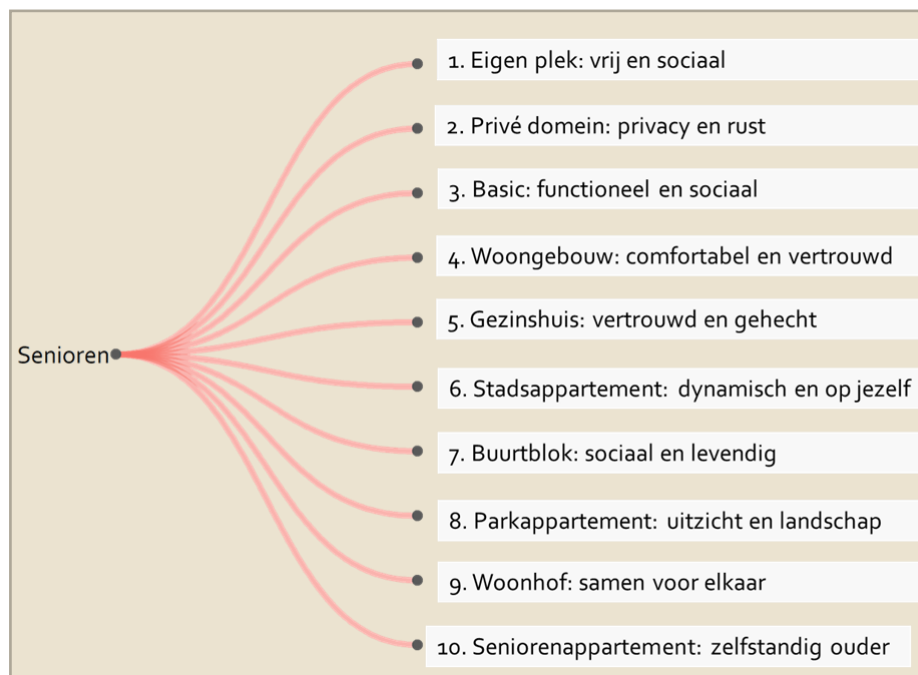 1. Eigen plek: vrij en sociaal
2. Privé domein: privacy en rust
3. Basic: functioneel en sociaal
4. Woongebouw: comfortabel en vertrouwd
5. Gezinshuis: vertrouwd en gehecht
Senioren
6. Stadsappartement: dynamisch en op jezelf
7. Buurtblok: sociaal en levendig
8. Parkappartement: uitzicht en landschap
9. Woonhof: samen voor elkaar
10. Seniorenappartement: zelfstandig ouder